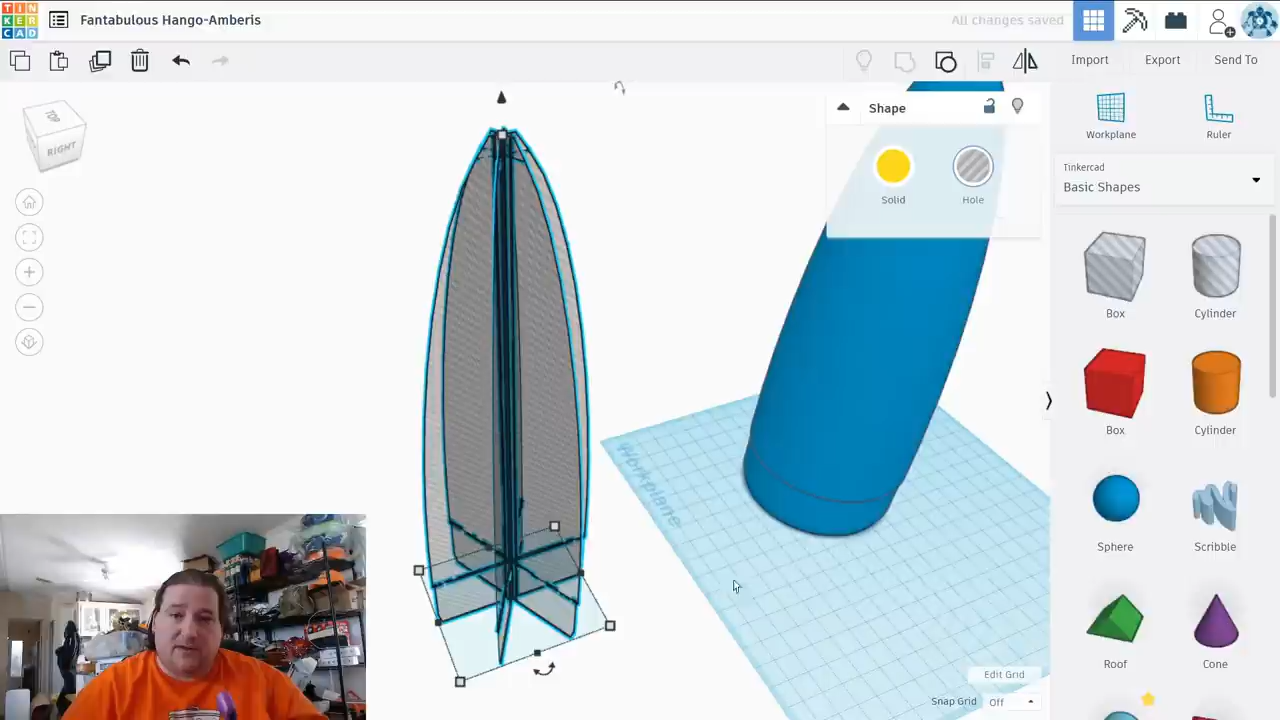 TIN
KER
CAD
Fantabulous Hango-Amberis
All changes saved
Import
Export
Send To
TOP
RIGHT
Shape
Solid
Hole
Workplane
Ruler
Tinkercad
Basic Shapes
Box
Cylinder
Box
Cylinder
Sphere
Scribble
Roof
Cone
Workplane
Edit Grid
Snap Grid
Off